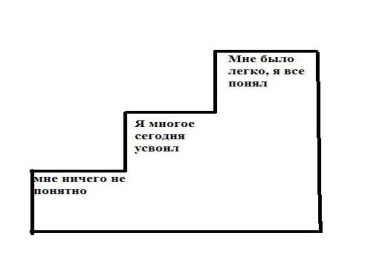 Мне было
легко, я все
понял
Я многое
сегодня
усвоил
мне ничего не
понятно